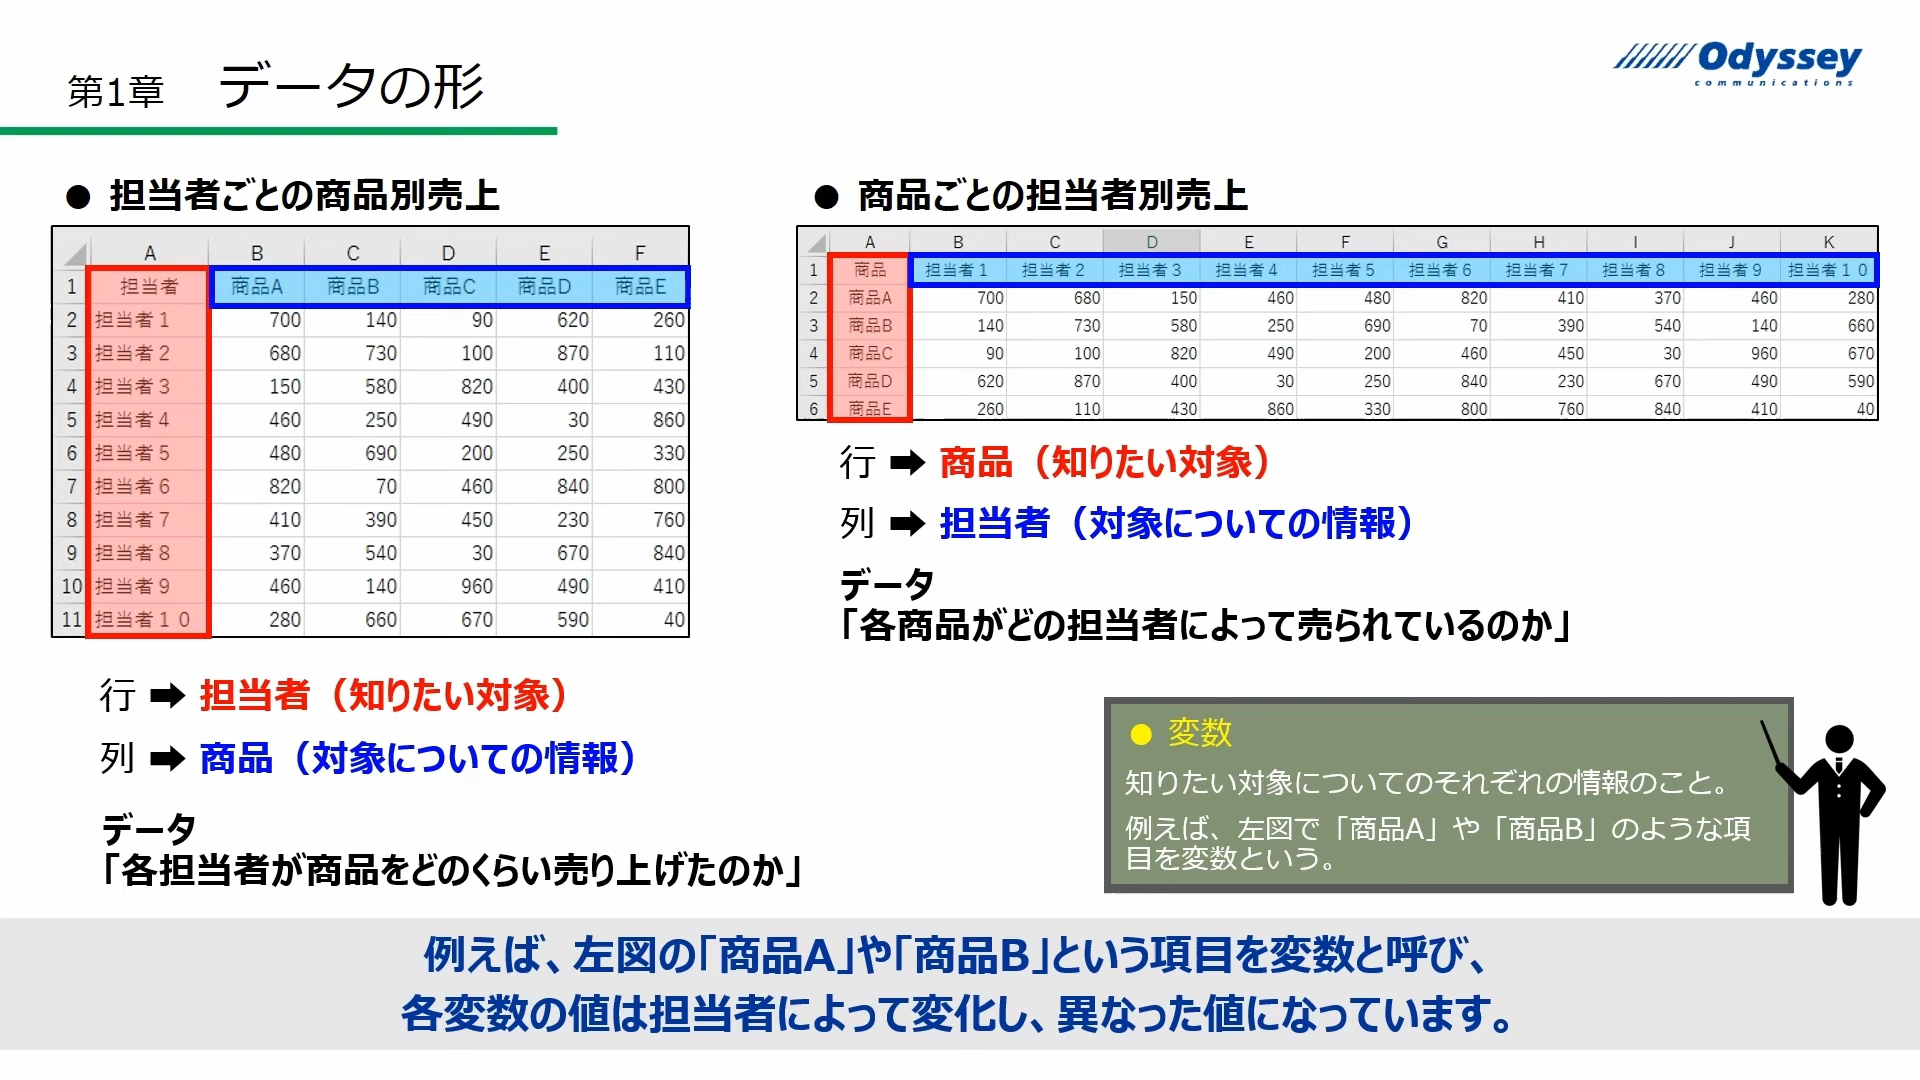 第1章 データの形
Odyssey
communications
● 担当者ごとの商品別売上
A B C D E F
1 担当者 商品A 商品B 商品C 商品D 商品E
2 担当者1 700 140 90 620 260
3 担当者2 680 730 100 870 110
4 担当者3 150 580 820 400 430
5 担当者4 460 250 490 30 860
6 担当者5 480 690 200 250 330
7 担当者6 820 70 460 840 800
8 担当者7 410 390 450 230 760
9 担当者8 370 540 30 670 840
10 担当者9 460 140 960 490 410
11 担当者10 280 660 670 590 40
行 ➡ 担当者（知りたい対象）
列 ➡ 商品（対象についての情報）
データ
「各担当者が商品をどのくらい売り上げたのか」
● 商品ごとの担当者別売上
A B C D E F G H I J K
1 商品 担当者1 担当者2 担当者3 担当者4 担当者5 担当者6 担当者7 担当者8 担当者9 担当者10
2 商品A 700 680 150 460 480 820 410 370 460 280
3 商品B 140 730 580 250 690 70 390 540 140 660
4 商品C 90 100 820 490 200 460 450 30 960 670
5 商品D 620 870 400 30 250 840 230 670 490 590
6 商品E 260 110 430 860 330 800 760 840 410 40
行 ➡ 商品（知りたい対象）
列 ➡ 担当者（対象についての情報）
データ
「各商品がどの担当者によって売られているのか」
● 変数
知りたい対象についてのそれぞれの情報のこと。
例えば、左図で「商品A」や「商品B」のような項
目を変数という。
例えば、左図の「商品A」や「商品B」という項目を変数と呼び、
各変数の値は担当者によって変化し、異なった値になっています。